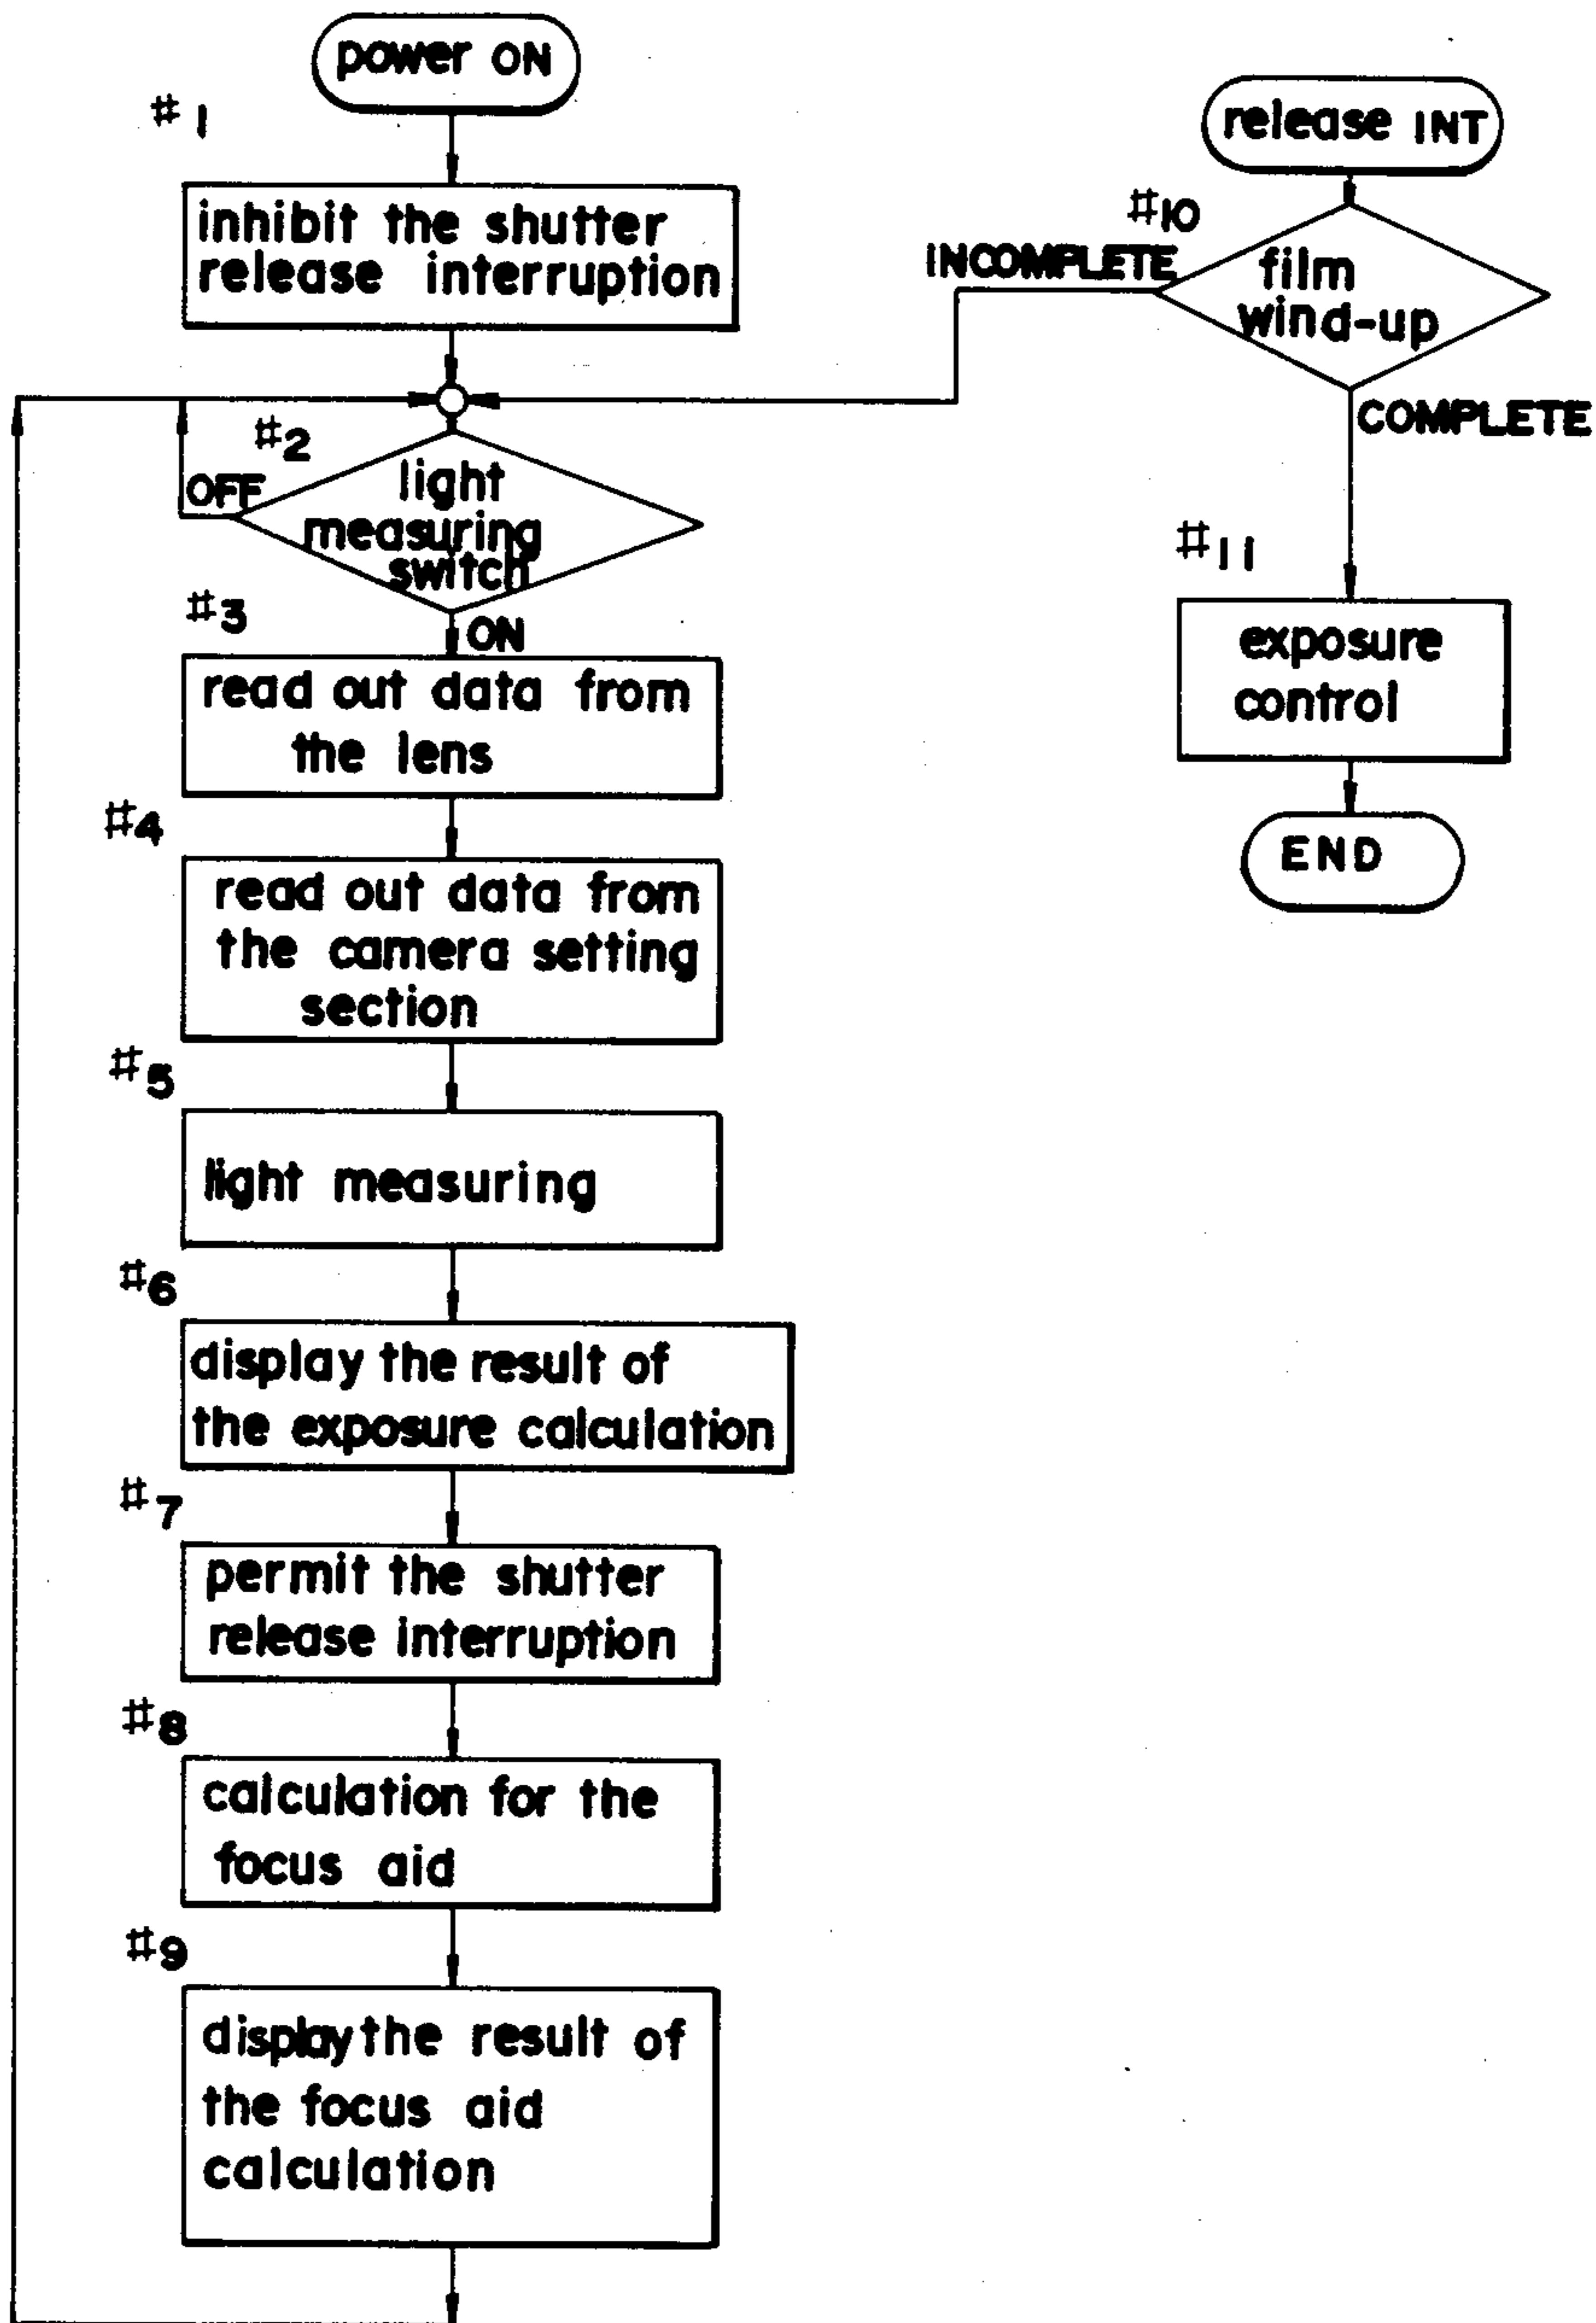 power ON
#1
inhibit the shutter
release interruption
#2
OFF
light
measuring
switch
#3
ON
read out data from
the lens
#4
read out data from
the camera setting
section
#5
light measuring
#6
display the result of
the exposure calculation
#7
permit the shutter
release interruption
#8
calculation for the
focus aid
#9
display the result of
the focus aid
calculation
release INT
#10
INCOMPLETE
film
wind-up
COMPLETE
#11
exposure
control
END